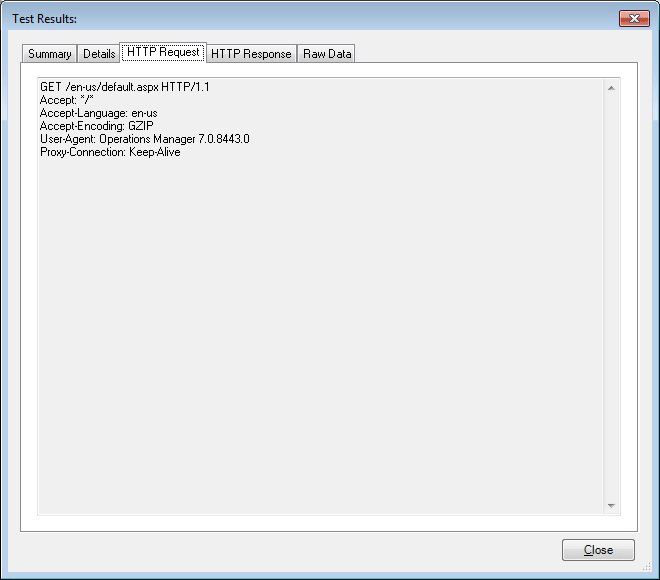 Test Results:
Summary Details HTTP Request HTTP Response Raw Data
GET /en-us/default.aspx HTTP/1.1
Accept: */*
Accept-Language: en-us
Accept-Encoding: GZIP
User-Agent: Operations Manager 7.0.8443.0
Proxy-Connection: Keep-Alive
Close